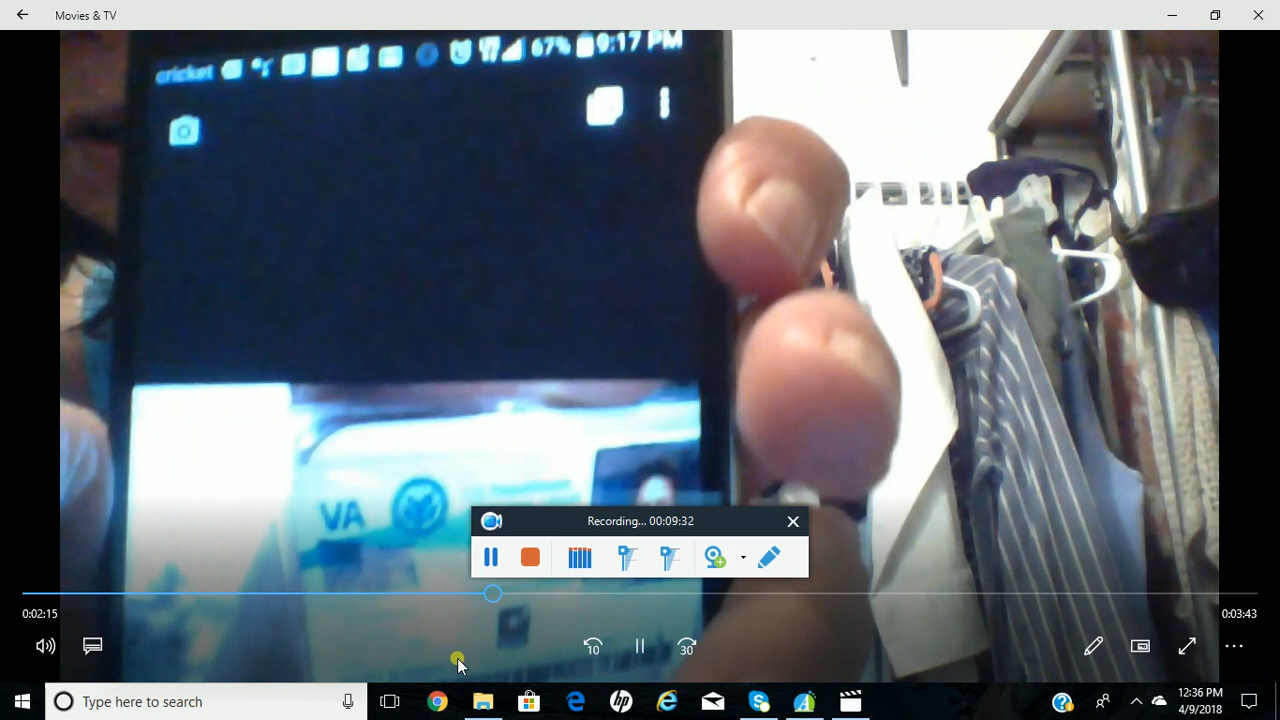 Movies & TV
cricket
67% 9:17 PM
VA
Recording... 00:09:32
0:02:15
0:03:43
10
30
Type here to search
12:36 PM
4/9/2018